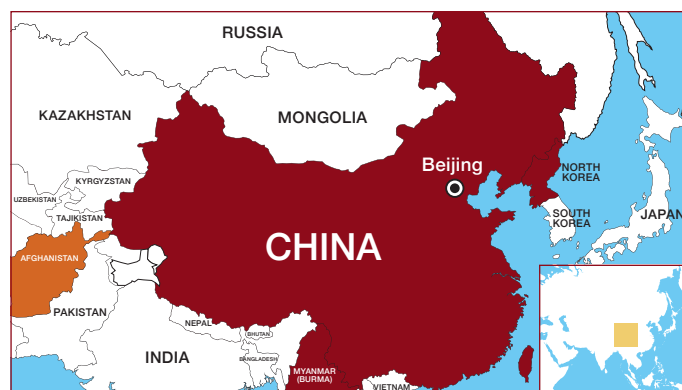 RUSSIA
KAZAKHSTAN
MONGOLIA
Beijing
NORTH
KOREA
KYRGYZSTAN
UZBEKISTAN
TAJIKISTAN
SOUTH
KOREA
JAPAN
CHINA
AFGHANISTAN
PAKISTAN
NEPAL
BHUTAN
INDIA
BANGLADESH
MYANMAR
(BURMA)
VIETNAM